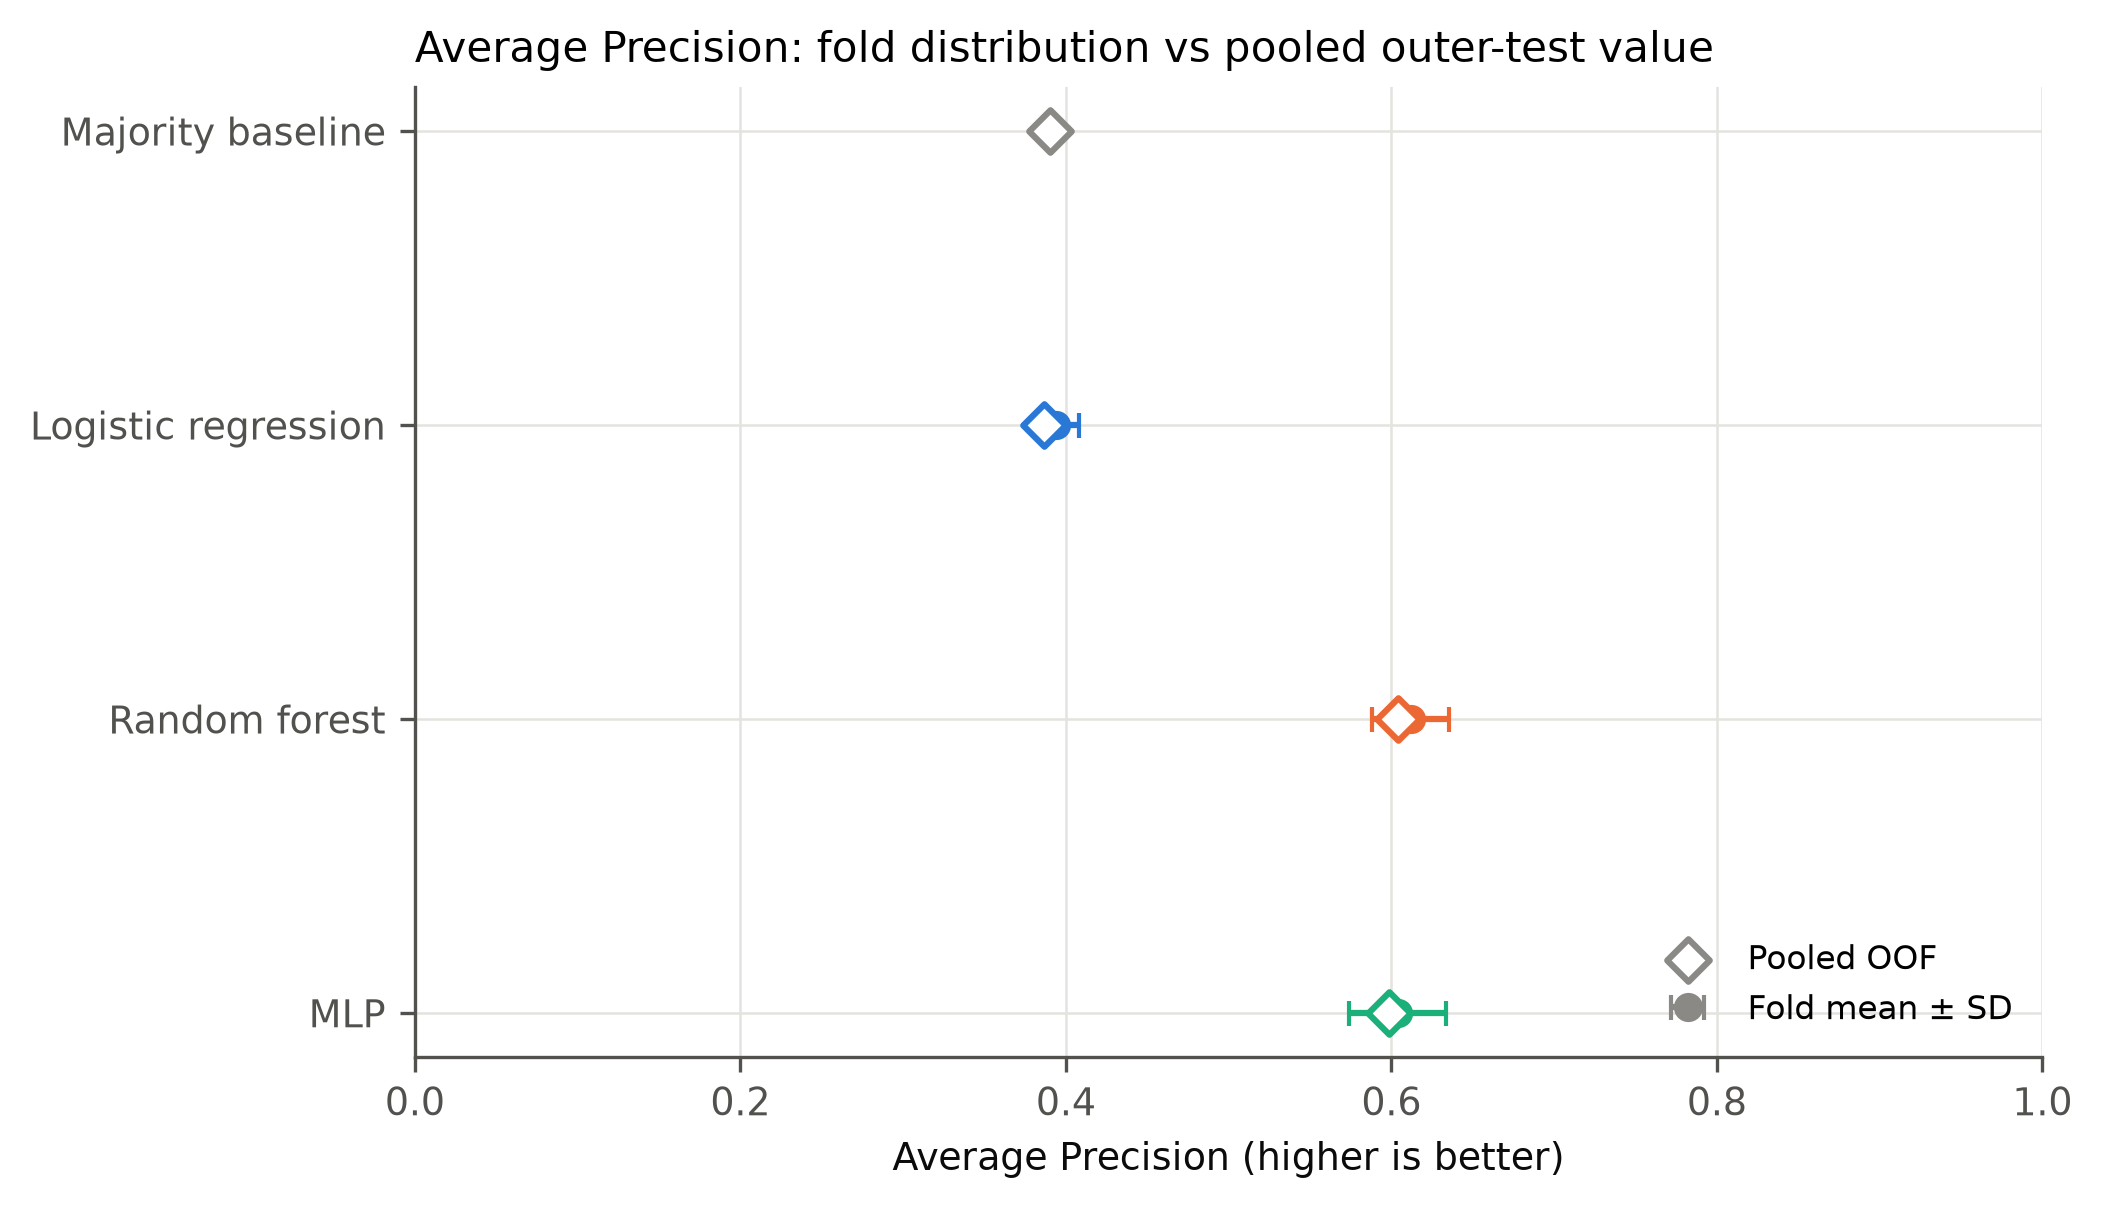 Average Precision: fold distribution vs pooled outer-test value
Majority baseline
Logistic regression
Random forest
MLP
Pooled OOF
Fold mean ± SD
0.0 0.2 0.4 0.6 0.8 1.0
Average Precision (higher is better)